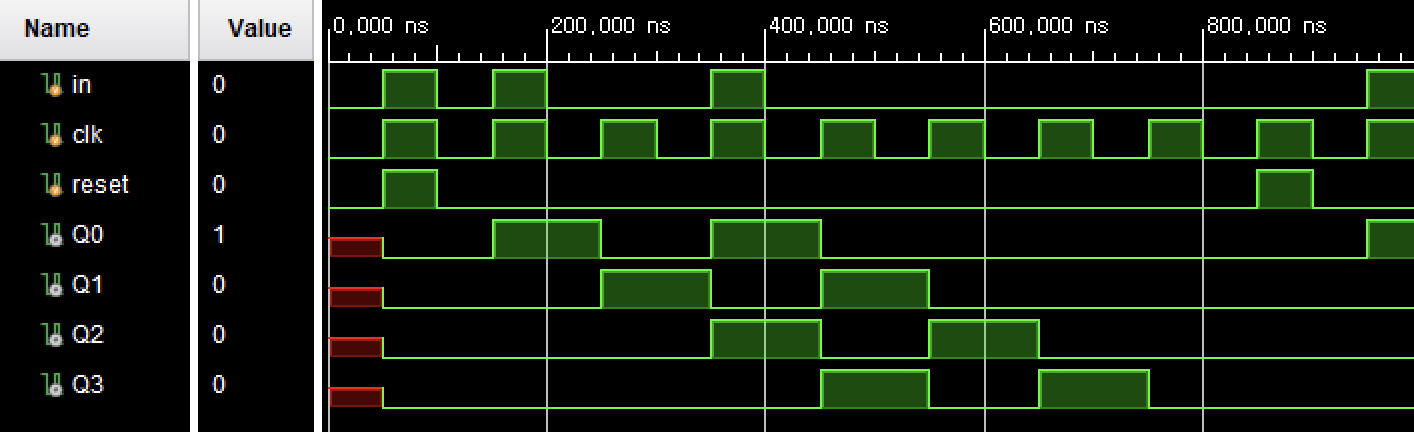 Name Value 0,000 ns 200,000 ns 400,000 ns 600,000 ns 800,000 ns
in 0
clk 0
reset 0
Q0 1
Q1 0
Q2 0
Q3 0